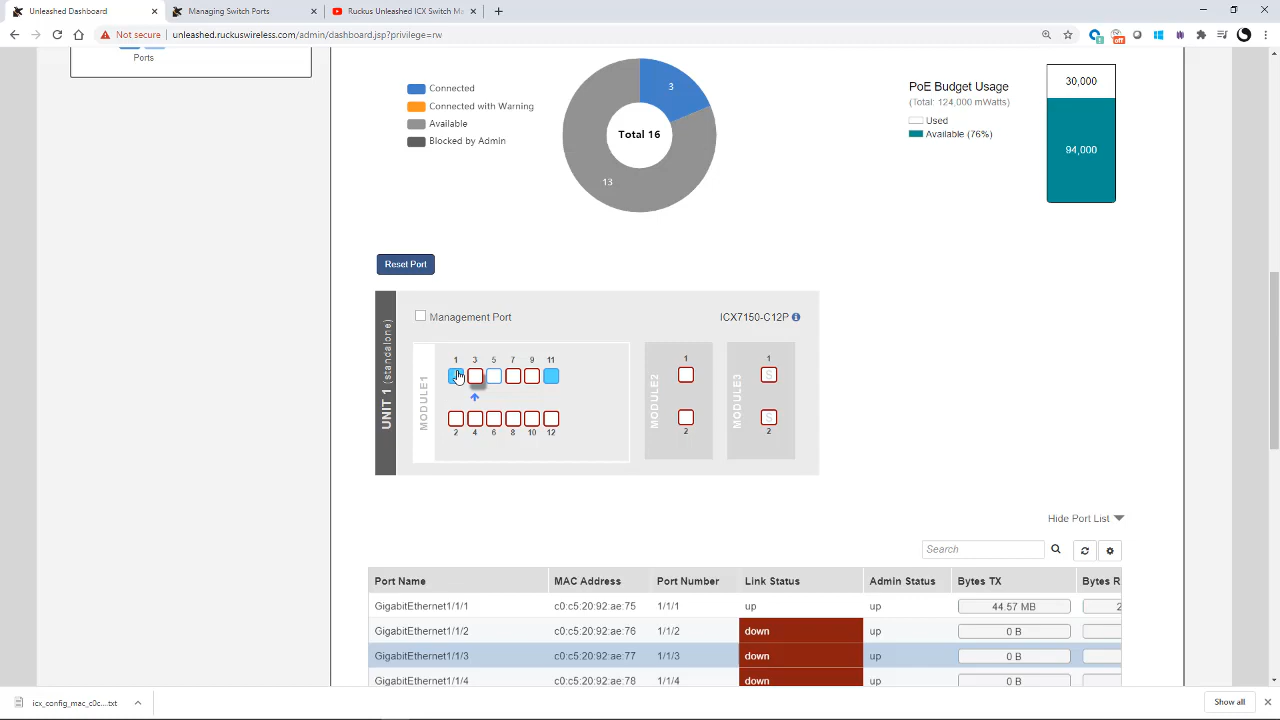 Unleashed Dashboard
Managing Switch Ports
Ruckus Unleashed ICX Switch Ma
Not secure
unleashed.ruckuswireless.com/admin/dashboard.jsp?privilege=rw
off
Ports
Connected
Connected with Warning
Available
Blocked by Admin
3
Total 16
13
PoE Budget Usage
(Total: 124,000 mWatts)
Used
Available (76%)
30,000
94,000
Reset Port
UNIT 1 (standalone)
Management Port
ICX7150-C12P
MODULE1
1 3 5 7 9 11
2 4 6 8 10 12
MODULE2
1
2
MODULE3
1
S
S
2
Hide Port List
Search
Port Name MAC Address Port Number Link Status Admin Status Bytes TX Bytes R
GigabitEthernet1/1/1 c0:c5:20:92:ae:75 1/1/1 up up 44.57 MB 2
GigabitEthernet1/1/2 c0:c5:20:92:ae:76 1/1/2 down up 0 B
GigabitEthernet1/1/3 c0:c5:20:92:ae:77 1/1/3 down up 0 B
GigabitEthernet1/1/4 c0:c5:20:92:ae:78 1/1/4 down up 0 B
icx_config_mac_c0c....txt
Show all